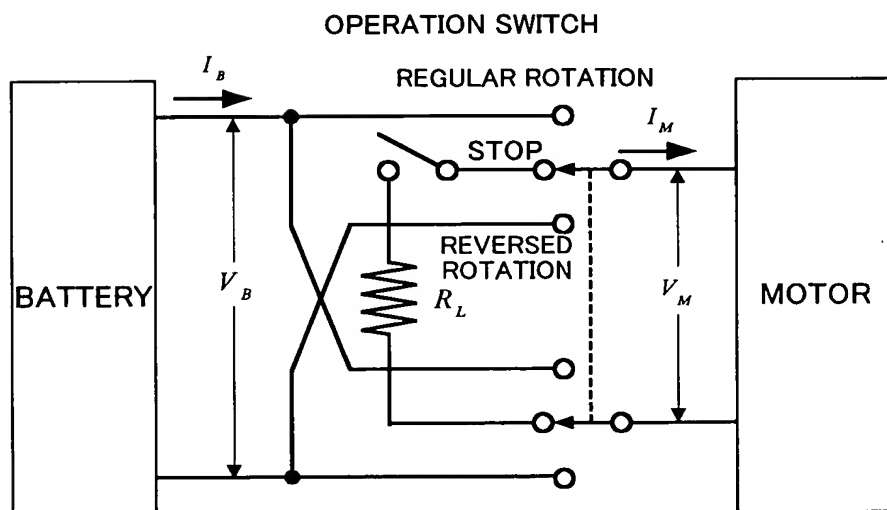 OPERATION SWITCH
I_B
REGULAR ROTATION
I_M
STOP
REVERSED
ROTATION
BATTERY
V_B
R_L
V_M
MOTOR